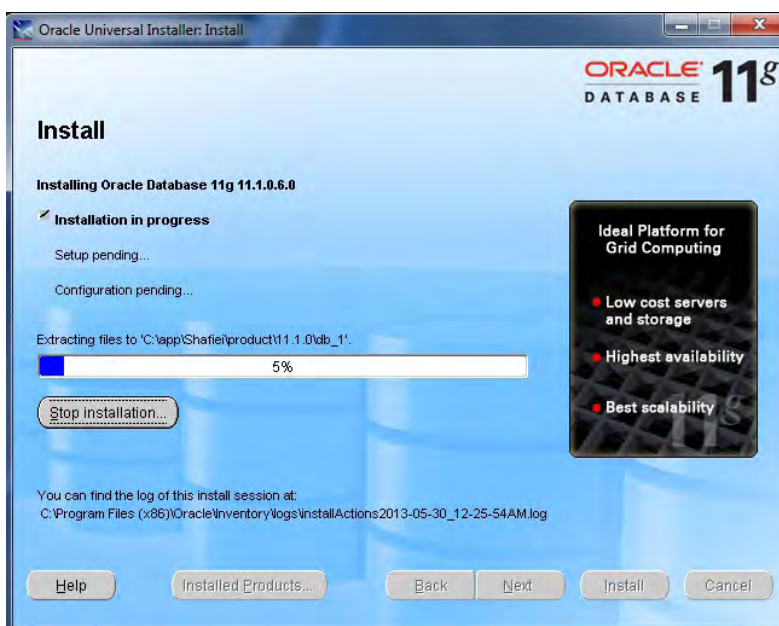 Oracle Universal Installer: Install
ORACLE
DATABASE 11g
Install
Installing Oracle Database 11g 11.1.0.6.0
Installation in progress
Setup pending...
Configuration pending...
Extracting files to 'C:\app\Shafiei\product\11.1.0\db_1'.
5%
Stop installation...
Ideal Platform for
Grid Computing
Low cost servers
and storage
Highest availability
Best scalability
11g
You can find the log of this install session at:
C:\Program Files (x86)\Oracle\Inventory\logs\installActions2013-05-30_12-25-54AM.log
Help
Installed Products...
Back
Next
Install
Cancel